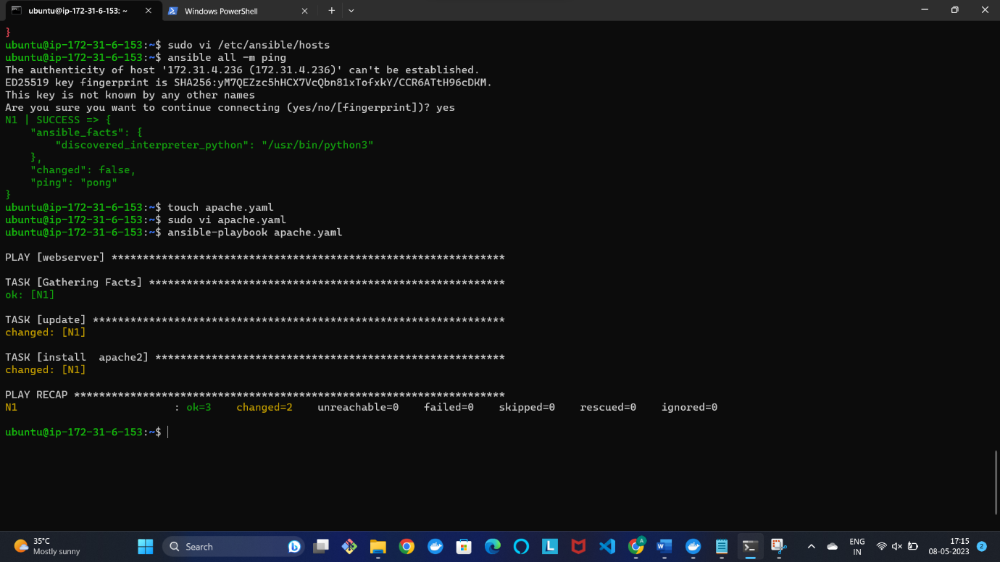 ubuntu@ip-172-31-6-153: ~
Windows PowerShell
}
ubuntu@ip-172-31-6-153:~$ sudo vi /etc/ansible/hosts
ubuntu@ip-172-31-6-153:~$ ansible all -m ping
The authenticity of host '172.31.4.236 (172.31.4.236)' can't be established.
ED25519 key fingerprint is SHA256:yM7QEZzc5hHCX7VcQbn81xTofxkY/CCR6ATtH96cDKM.
This key is not known by any other names
Are you sure you want to continue connecting (yes/no/[fingerprint])? yes
N1 | SUCCESS => {
    "ansible_facts": {
        "discovered_interpreter_python": "/usr/bin/python3"
    },
    "changed": false,
    "ping": "pong"
}
ubuntu@ip-172-31-6-153:~$ touch apache.yaml
ubuntu@ip-172-31-6-153:~$ sudo vi apache.yaml
ubuntu@ip-172-31-6-153:~$ ansible-playbook apache.yaml
PLAY [webserver] ***************************************************************
TASK [Gathering Facts] *********************************************************
ok: [N1]
TASK [update] ******************************************************************
changed: [N1]
TASK [install  apache2] ********************************************************
changed: [N1]
PLAY RECAP *********************************************************************
N1                         : ok=3    changed=2    unreachable=0    failed=0    skipped=0    rescued=0    ignored=0
ubuntu@ip-172-31-6-153:~$
35°C
Mostly sunny
Search
ENG
IN
17:15
08-05-2023
2